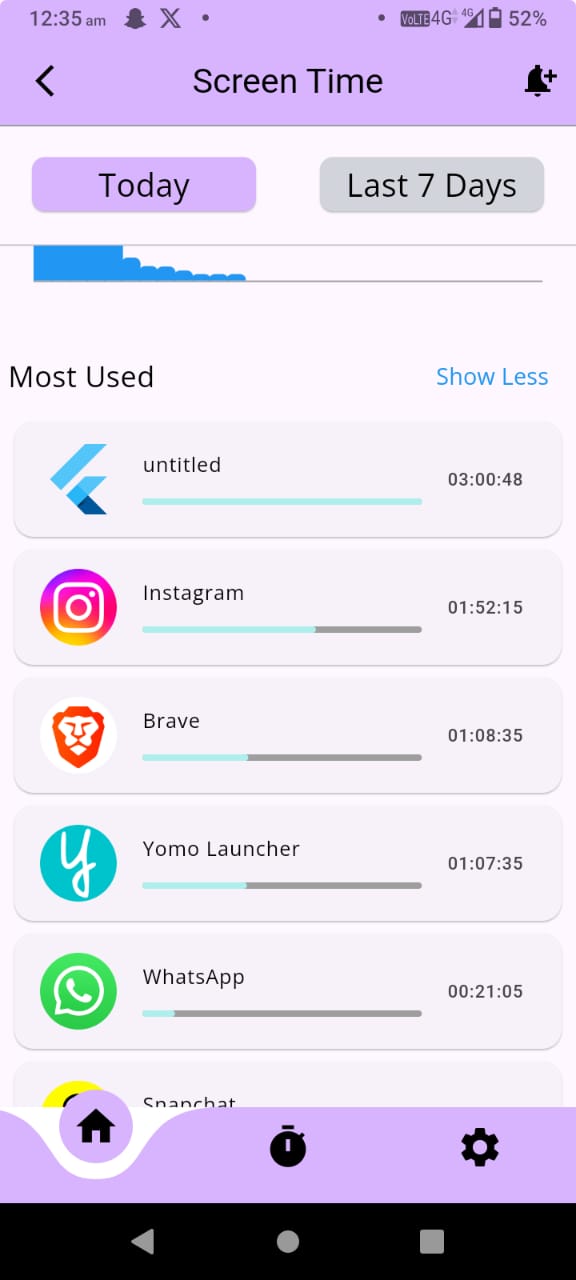 12:35 am VoLTE 4G 4G 52%
Screen Time
Today Last 7 Days
Most Used Show Less
untitled
03:00:48
Instagram
01:52:15
Brave
01:08:35
Yomo Launcher
01:07:35
WhatsApp
00:21:05
Snapchat